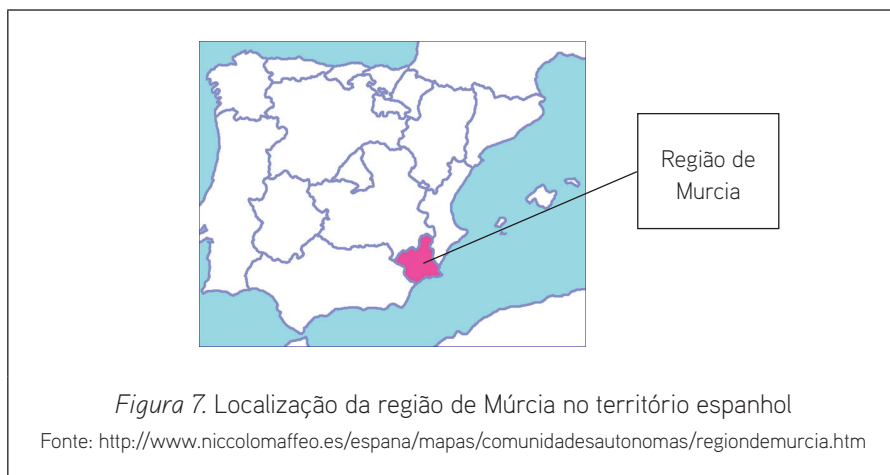 Região de
Murcia
Figura 7. Localização da região de Múrcia no território espanhol
Fonte: http://www.niccolomaffeo.es/espana/mapas/comunidadesautonomas/regiondemurcia.htm